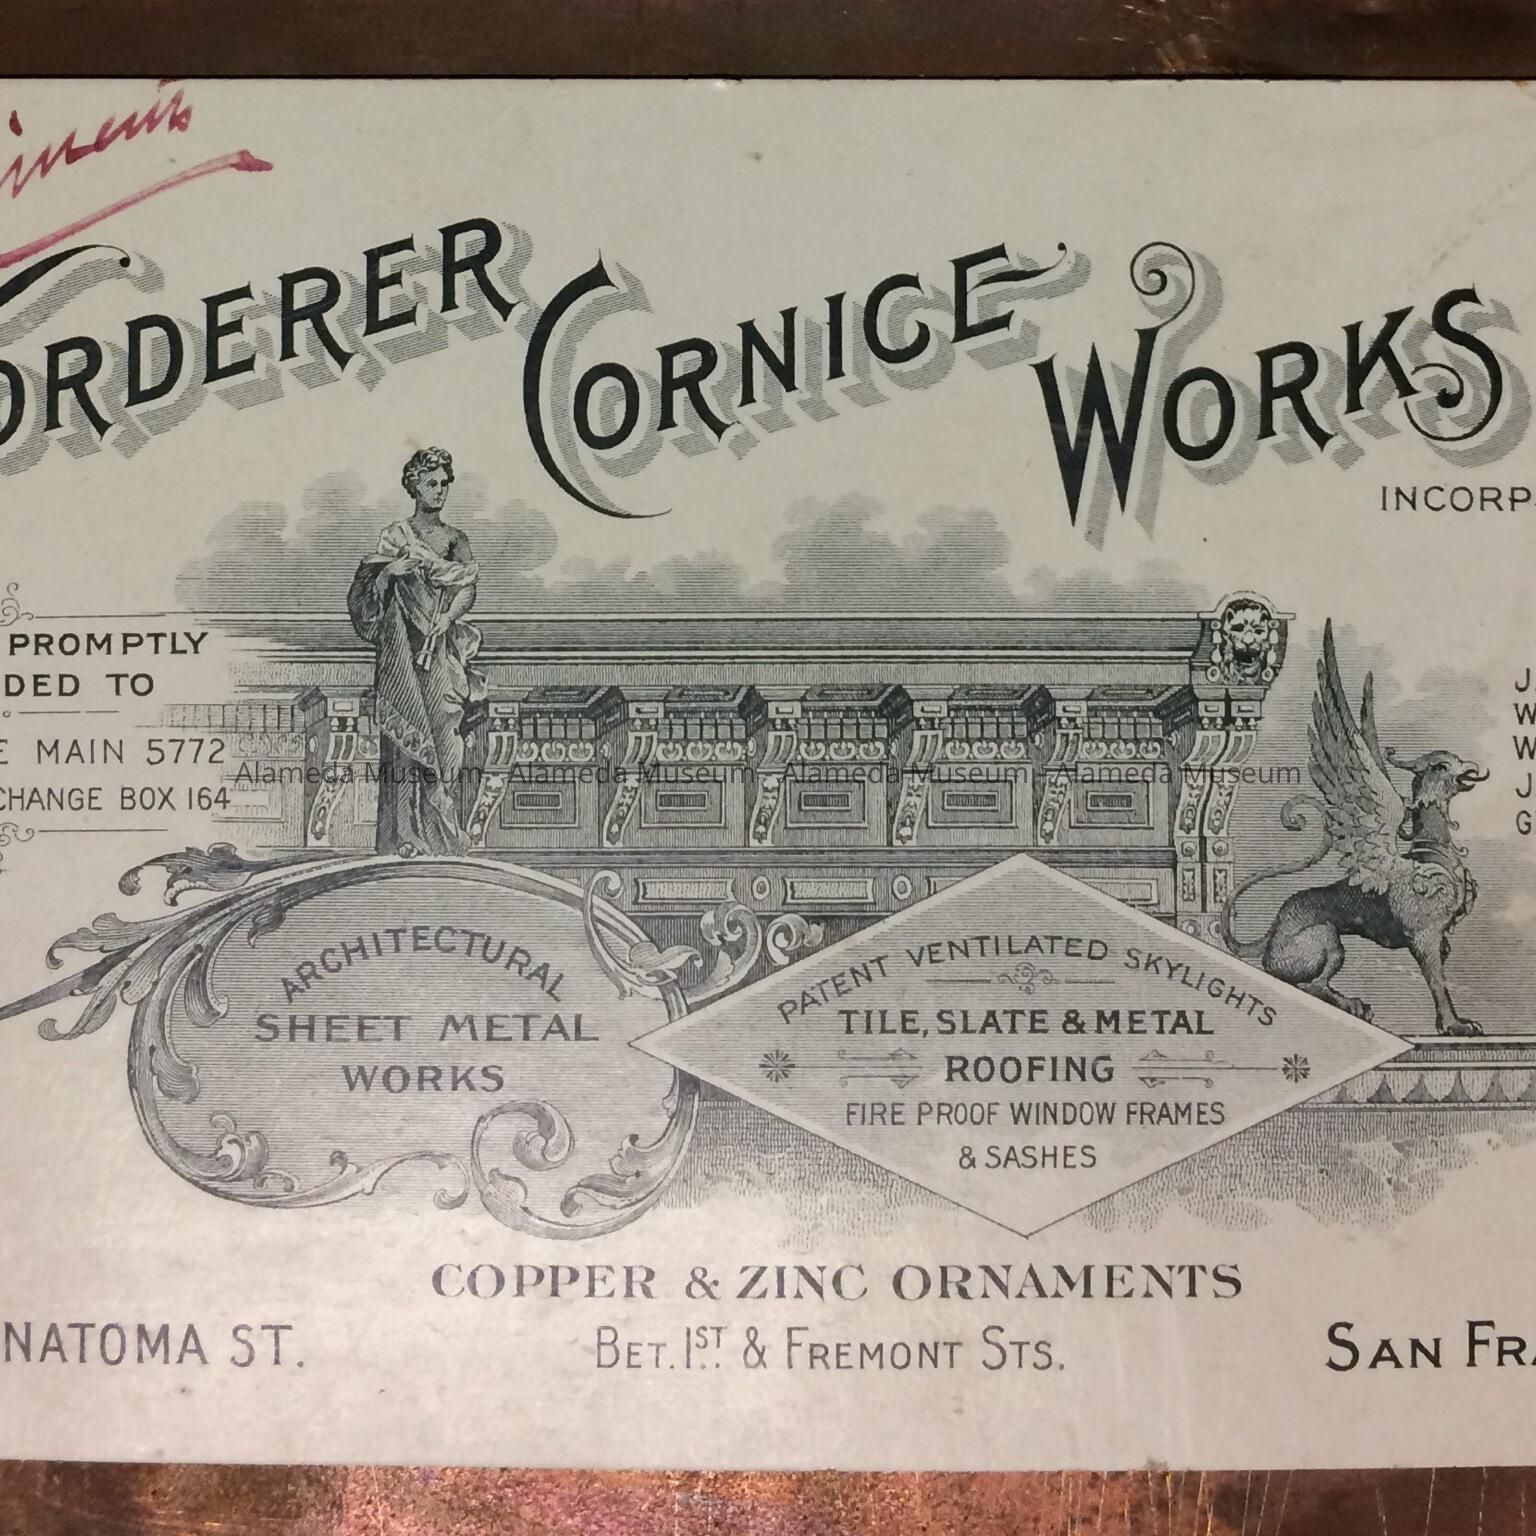 ORDERER CORNICE WORKS
INCORP
PROMPTLY
DED TO
E MAIN 5772
CHANGE BOX 164
J
W
W
J
G
Alameda Museum - Alameda Museum - Alameda Museum - Alameda Museum
ARCHITECTURAL
SHEET METAL
WORKS
PATENT VENTILATED SKYLIGHTS
TILE, SLATE & METAL
ROOFING
FIRE PROOF WINDOW FRAMES
& SASHES
COPPER & ZINC ORNAMENTS
NATOMA ST.
BET. 1ST. & FREMONT STS.
SAN FRA